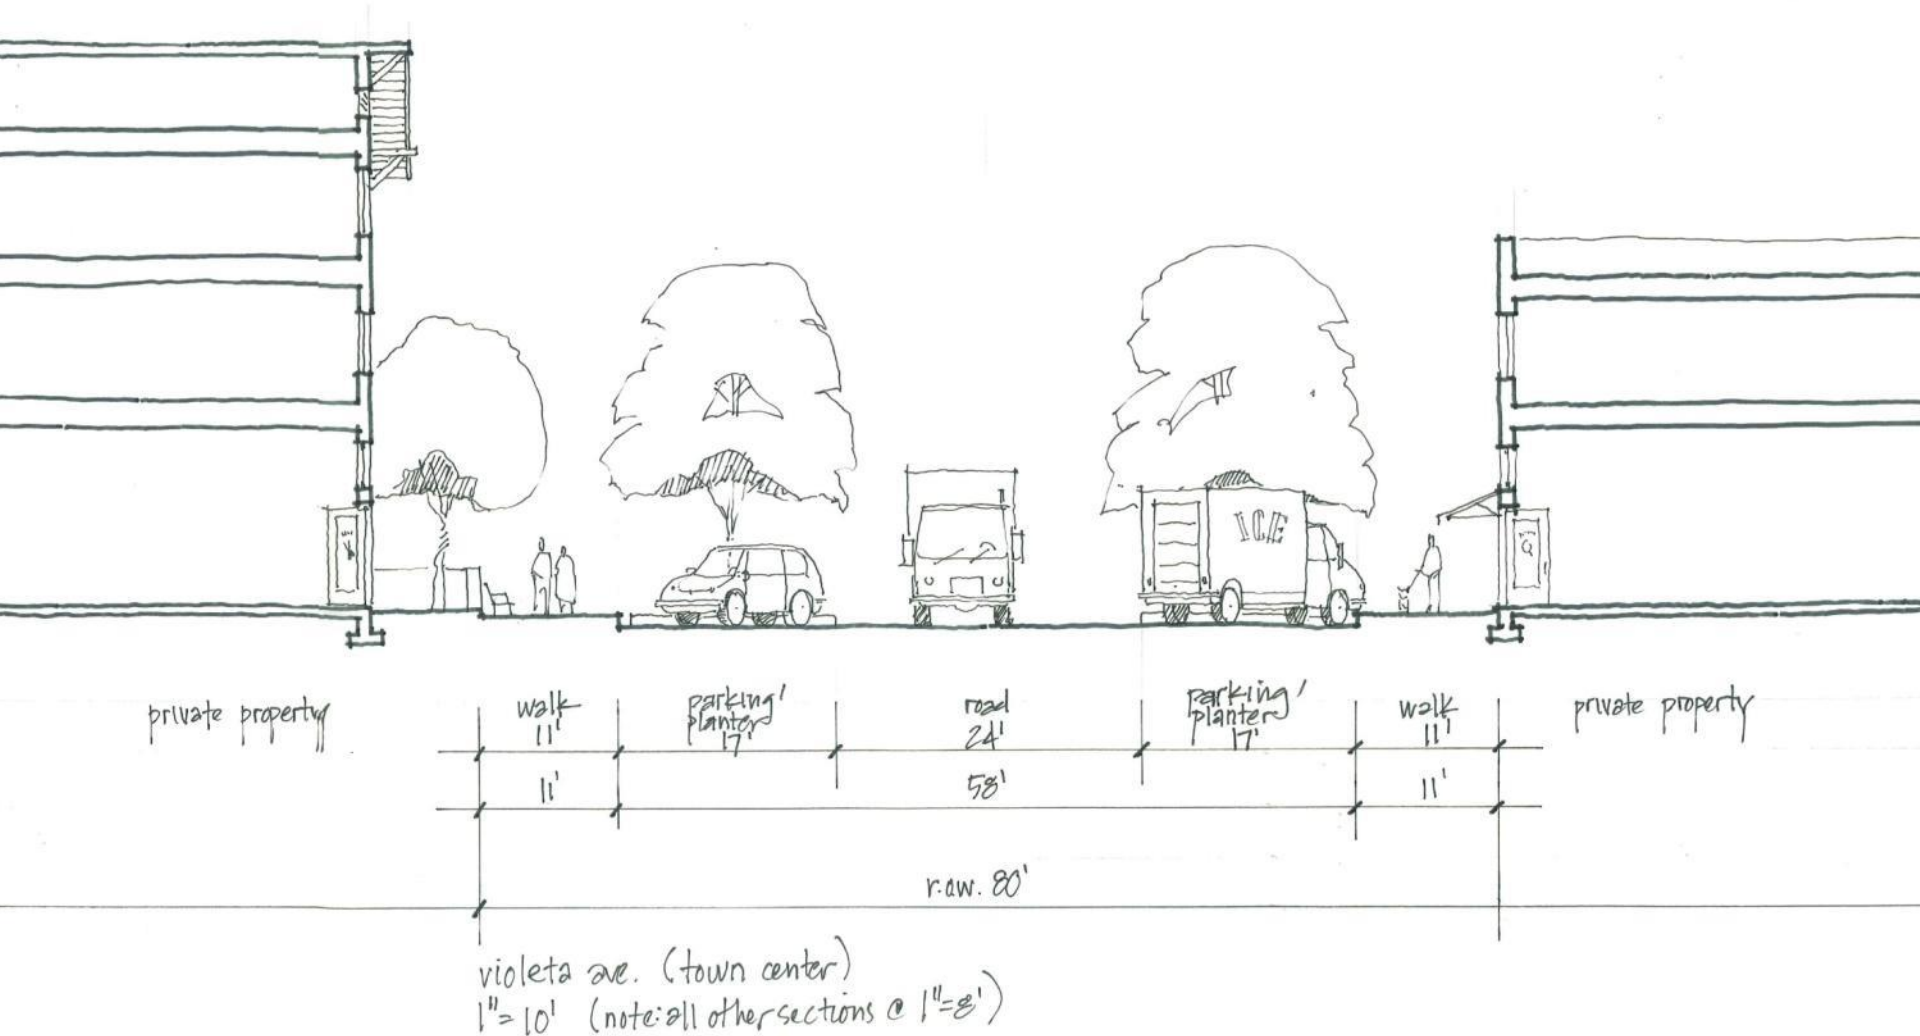 ICE
private property
walk
11'
parking/
planter
17'
road
24'
parking/
planter
17'
walk
11'
private property
11'
58'
11'
r.o.w. 80'
violeta ave. (town center)
1"=10' (note: all other sections @ 1"=8')